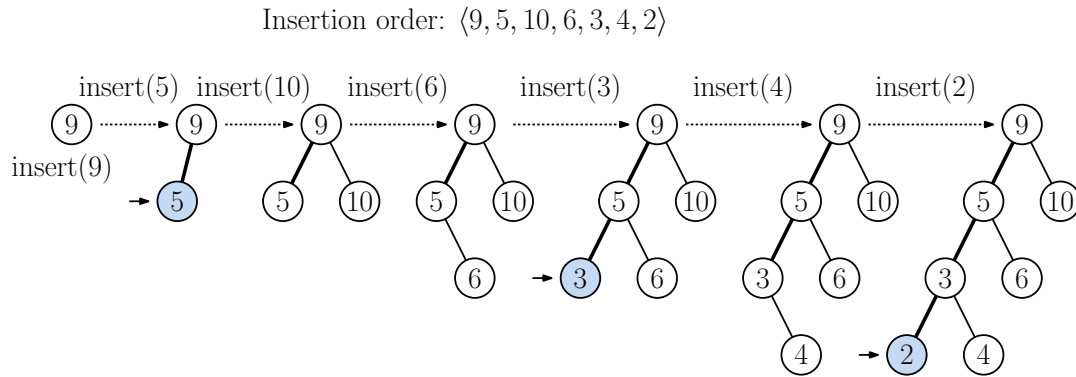 Insertion order: ⟨9, 5, 10, 6, 3, 4, 2⟩
insert(5) insert(10) insert(6) insert(3) insert(4) insert(2)
9 9 9 9 9 9 9
insert(9)
5 5 10 5 10 5 10 5 10 5 10
6 3 6 3 6 3 6
4 2 4